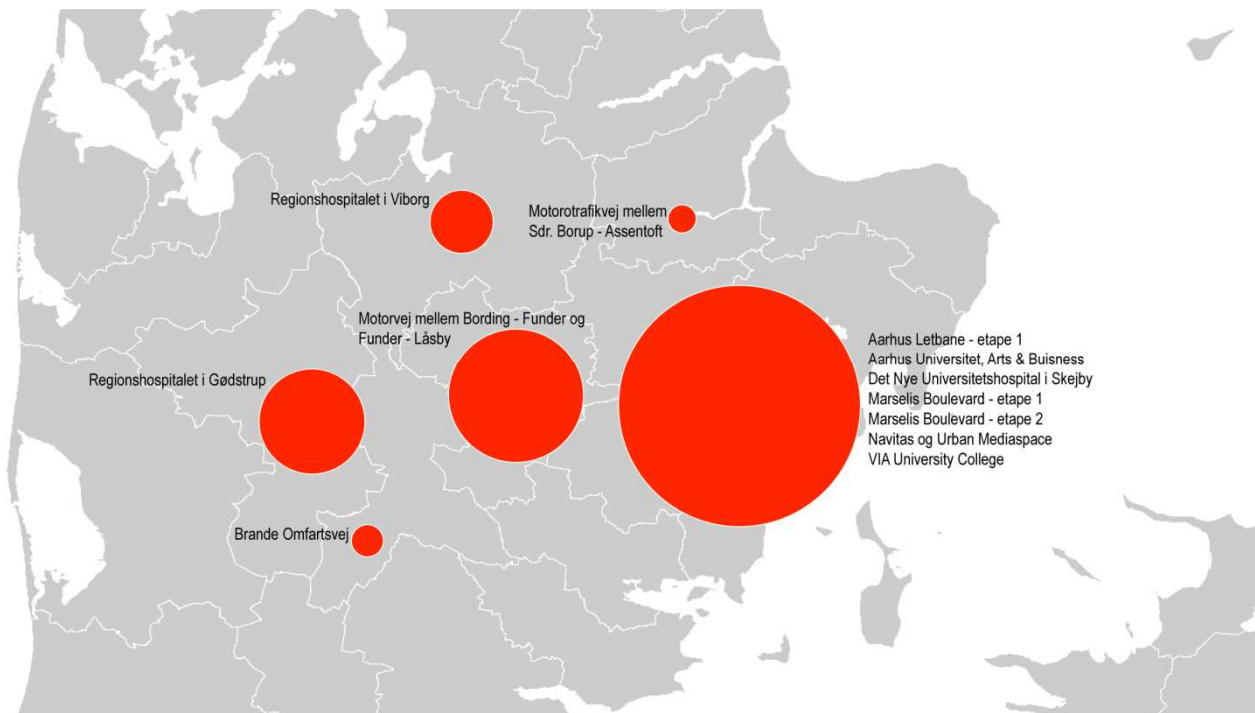 Regionshospitalet i Viborg
Motorotrafikvej mellem
Sdr. Borup - Assentoft
Motorvej mellem Bording - Funder og
Funder - Låsby
Aarhus Letbane - etape 1
Aarhus Universitet, Arts & Buisness
Det Nye Universitetshospital i Skejby
Marselis Boulevard - etape 1
Marselis Boulevard - etape 2
Navitas og Urban Mediaspace
VIA University College
Regionshospitalet i Gødstrup
Brande Omfartsvej